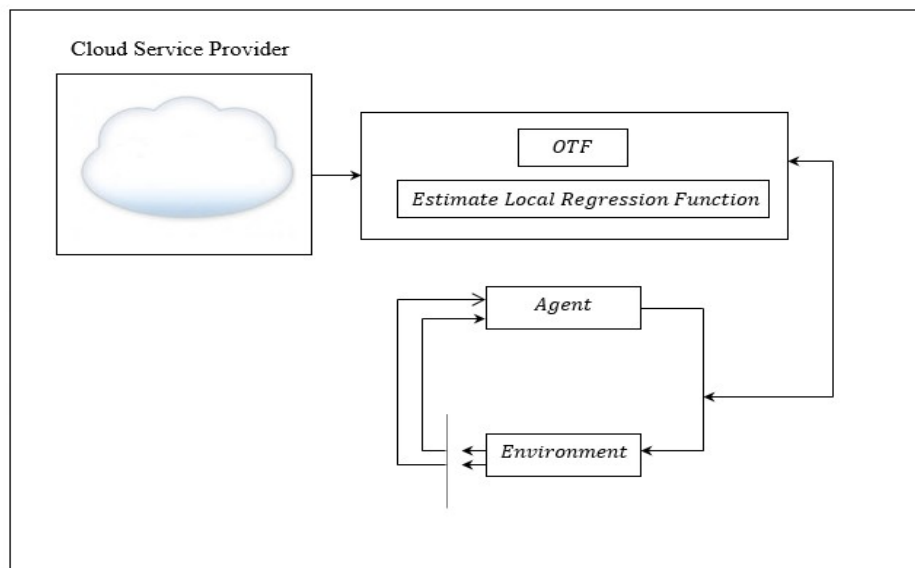 Cloud Service Provider
OTF
Estimate Local Regression Function
Agent
Environment